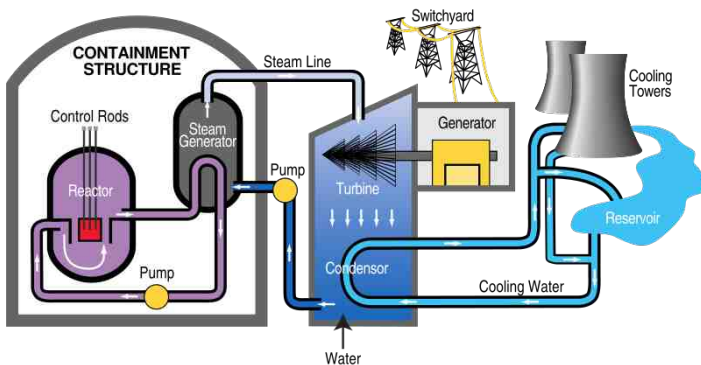 Switchyard
CONTAINMENT
STRUCTURE
Steam Line
Cooling
Towers
Control Rods
Steam
Generator
Generator
Pump
Reactor
Turbine
Reservoir
Condensor
Pump
Cooling Water
Water